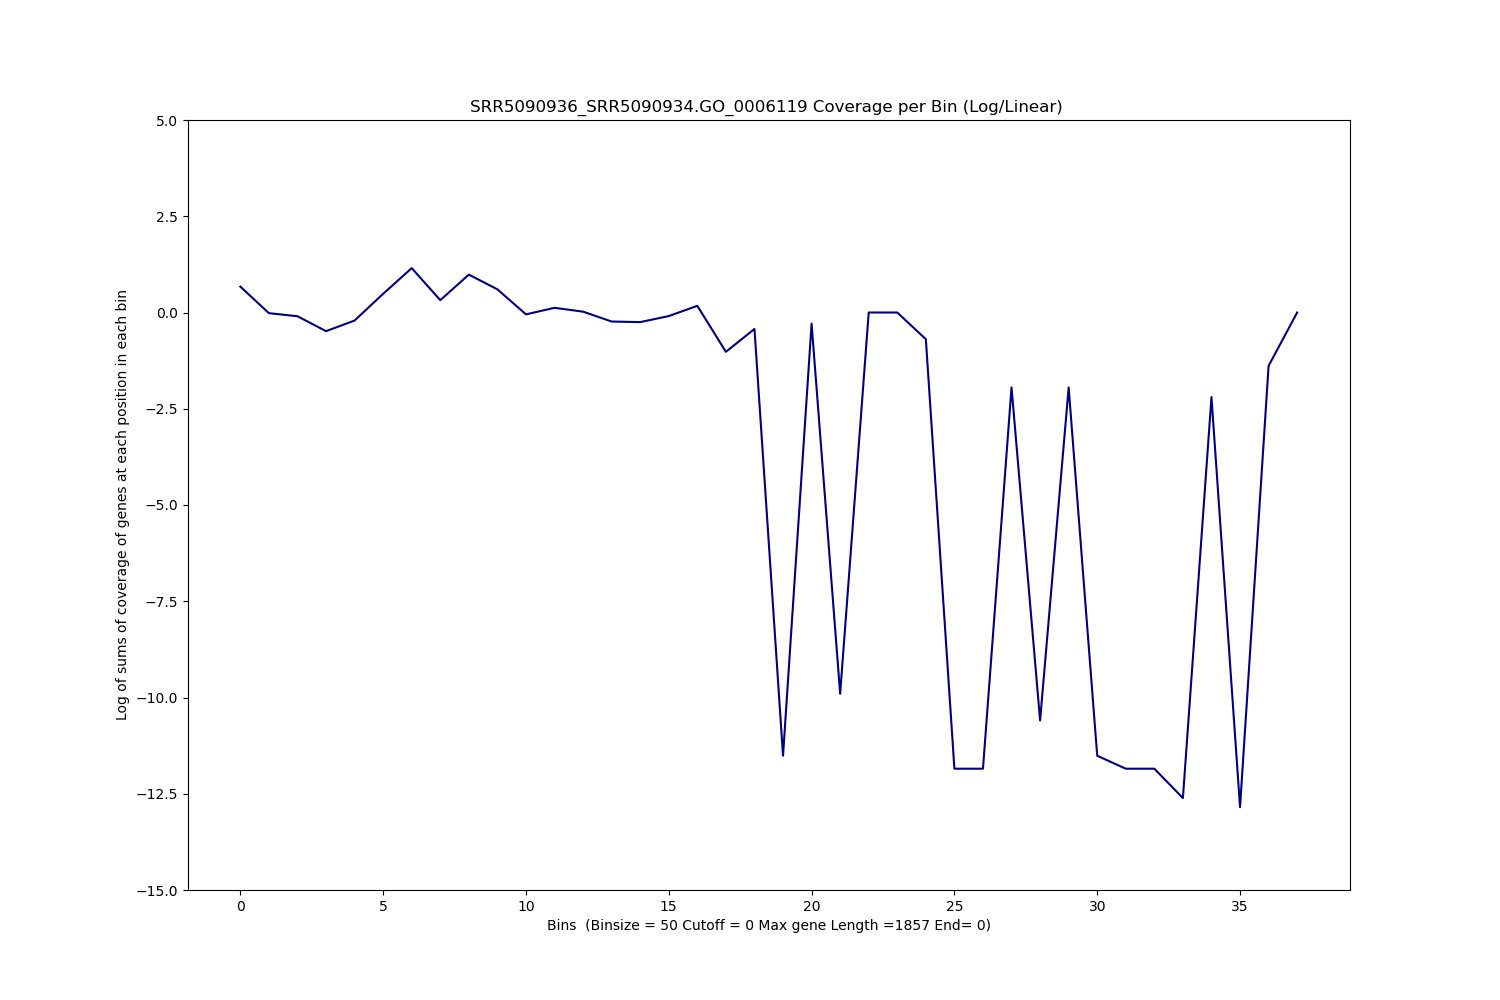 SRR5090936_SRR5090934.GO_0006119 Coverage per Bin (Log/Linear)
5.0
2.5
0.0
−2.5
−5.0
−7.5
−10.0
−12.5
−15.0
Log of sums of coverage of genes at each position in each bin
0 5 10 15 20 25 30 35
Bins  (Binsize = 50 Cutoff = 0 Max gene Length =1857 End= 0)